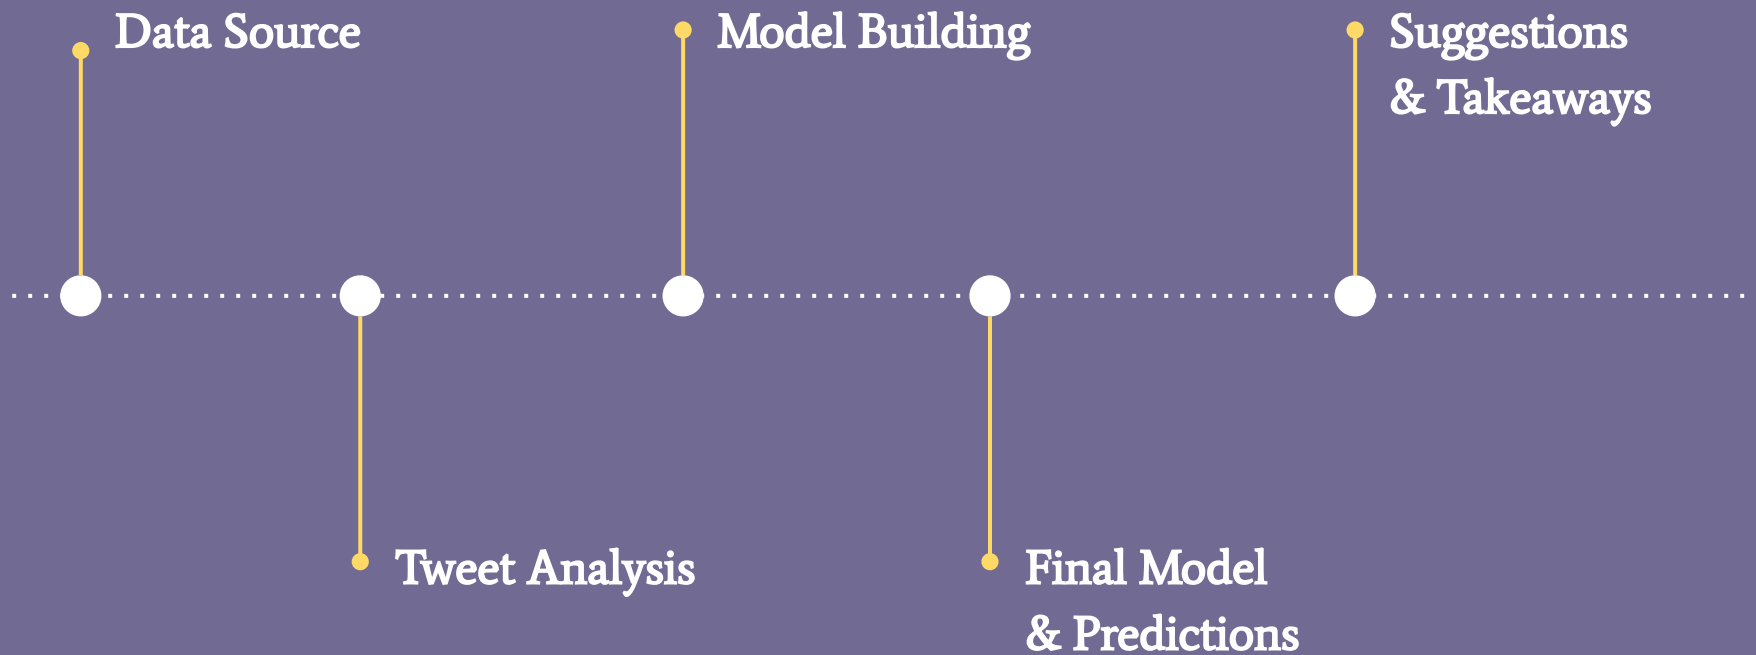 Data Source
Tweet Analysis
Model Building
Final Model
& Predictions
Suggestions
& Takeaways